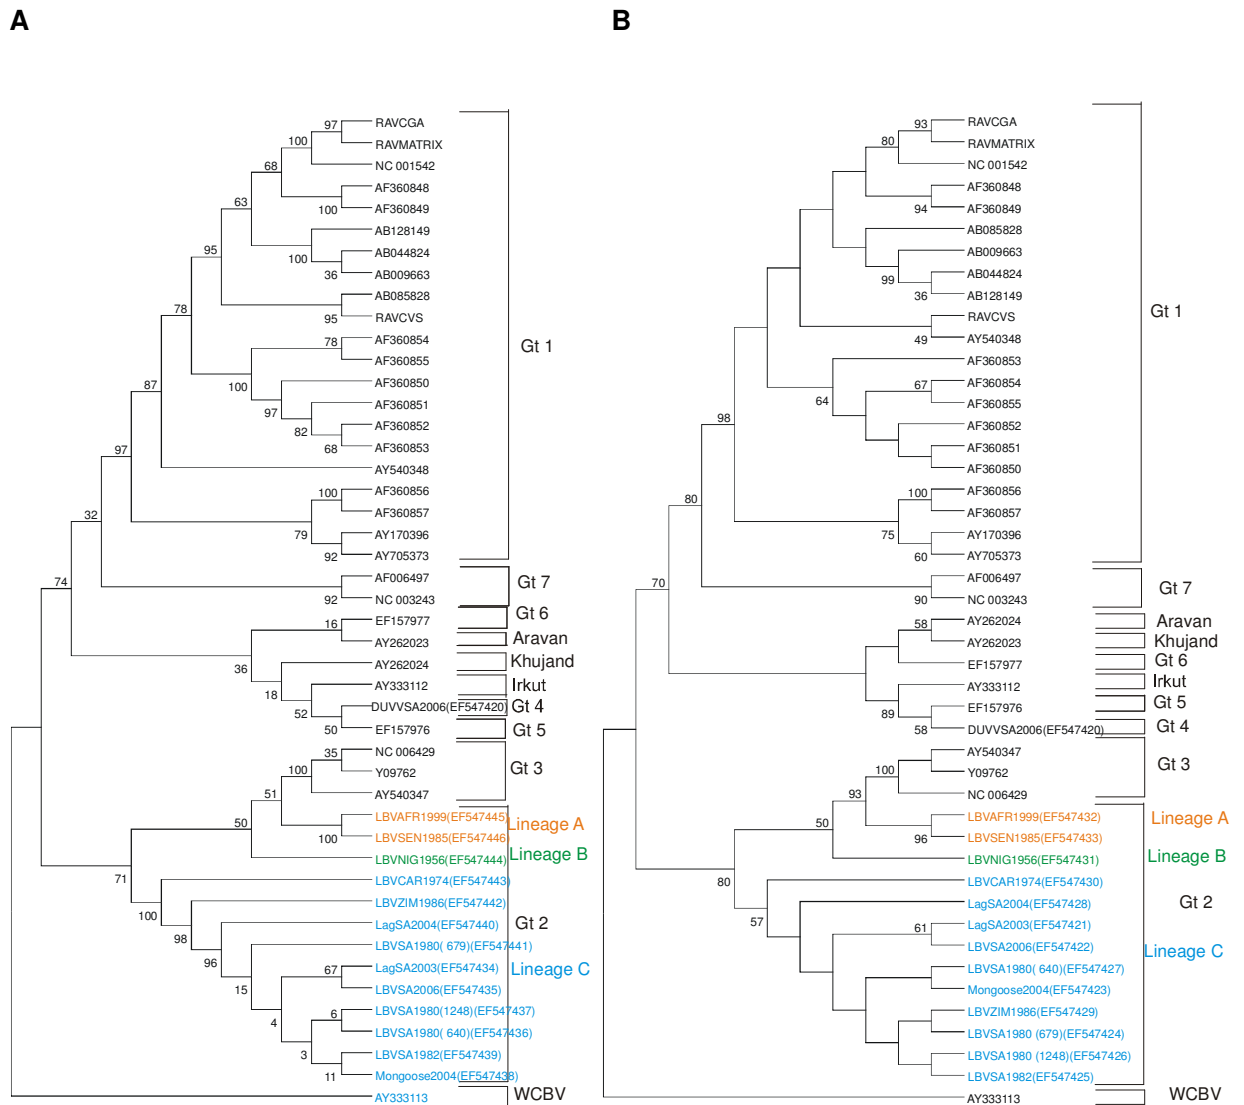 A
B
97
RAVCGA
100
RAVMATRIX
68
NC 001542
AF360848
63
100
AF360849
AB128149
95
100
AB044824
36
AB009663
AB085828
78
95
RAVCVS
78
AF360854
AF360855
Gt 1
100
AF360850
87
97
AF360851
82
AF360852
68
AF360853
97
AY540348
100
AF360856
32
AF360857
79
AY170396
92
AY705373
74
AF006497
Gt 7
92
NC 003243
16
EF157977
Gt 6
AY262023
Aravan
36
AY262024
Khujand
18
AY333112
Irkut
52
DUVVSA2006(EF547420)
Gt 4
50
EF157976
Gt 5
35
NC 006429
100
Y09762
Gt 3
51
AY540347
50
LBVAFR1999(EF547445)
Lineage A
100
LBVSEN1985(EF547446)
LBVNIG1956(EF547444)
Lineage B
71
LBVCAR1974(EF547443)
100
LBVZIM1986(EF547442)
98
LagSA2004(EF547440)
Gt 2
96
LBVSA1980( 679)(EF547441)
67
LagSA2003(EF547434)
Lineage C
15
LBVSA2006(EF547435)
4
6
LBVSA1980(1248)(EF547437)
LBVSA1980( 640)(EF547436)
3
LBVSA1982(EF547439)
11
Mongoose2004(EF547438)
AY333113
WCBV
93
RAVCGA
80
RAVMATRIX
NC 001542
AF360848
94
AF360849
AB085828
AB009663
99
AB044824
36
AB128149
RAVCVS
Gt 1
49
AY540348
AF360853
67
AF360854
64
AF360855
98
AF360852
AF360851
AF360850
80
100
AF360856
AF360857
75
AY170396
60
AY705373
70
AF006497
Gt 7
90
NC 003243
58
AY262024
Aravan
AY262023
Khujand
EF157977
Gt 6
AY333112
Irkut
89
EF157976
Gt 5
58
DUVVSA2006(EF547420)
Gt 4
AY540347
100
Y09762
Gt 3
93
NC 006429
50
LBVAFR1999(EF547432)
Lineage A
96
LBVSEN1985(EF547433)
LBVNIG1956(EF547431)
Lineage B
80
LBVCAR1974(EF547430)
57
LagSA2004(EF547428)
Gt 2
61
LagSA2003(EF547421)
LBVSA2006(EF547422)
Lineage C
LBVSA1980( 640)(EF547427)
Mongoose2004(EF547423)
LBVZIM1986(EF547429)
LBVSA1980 (679)(EF547424)
LBVSA1980 (1248)(EF547426)
LBVSA1982(EF547425)
AY333113
WCBV